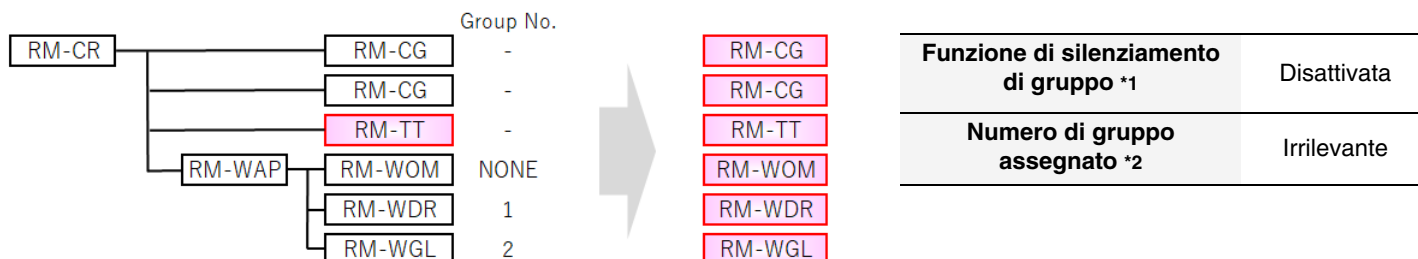 Group No.
RM-CR RM-CG - RM-CG
RM-CG - RM-CG
RM-TT - RM-TT
RM-WAP RM-WOM NONE RM-WOM
RM-WDR 1 RM-WDR
RM-WGL 2 RM-WGL
Funzione di silenziamento
di gruppo *1
Disattivata
Numero di gruppo
assegnato *2
Irrilevante